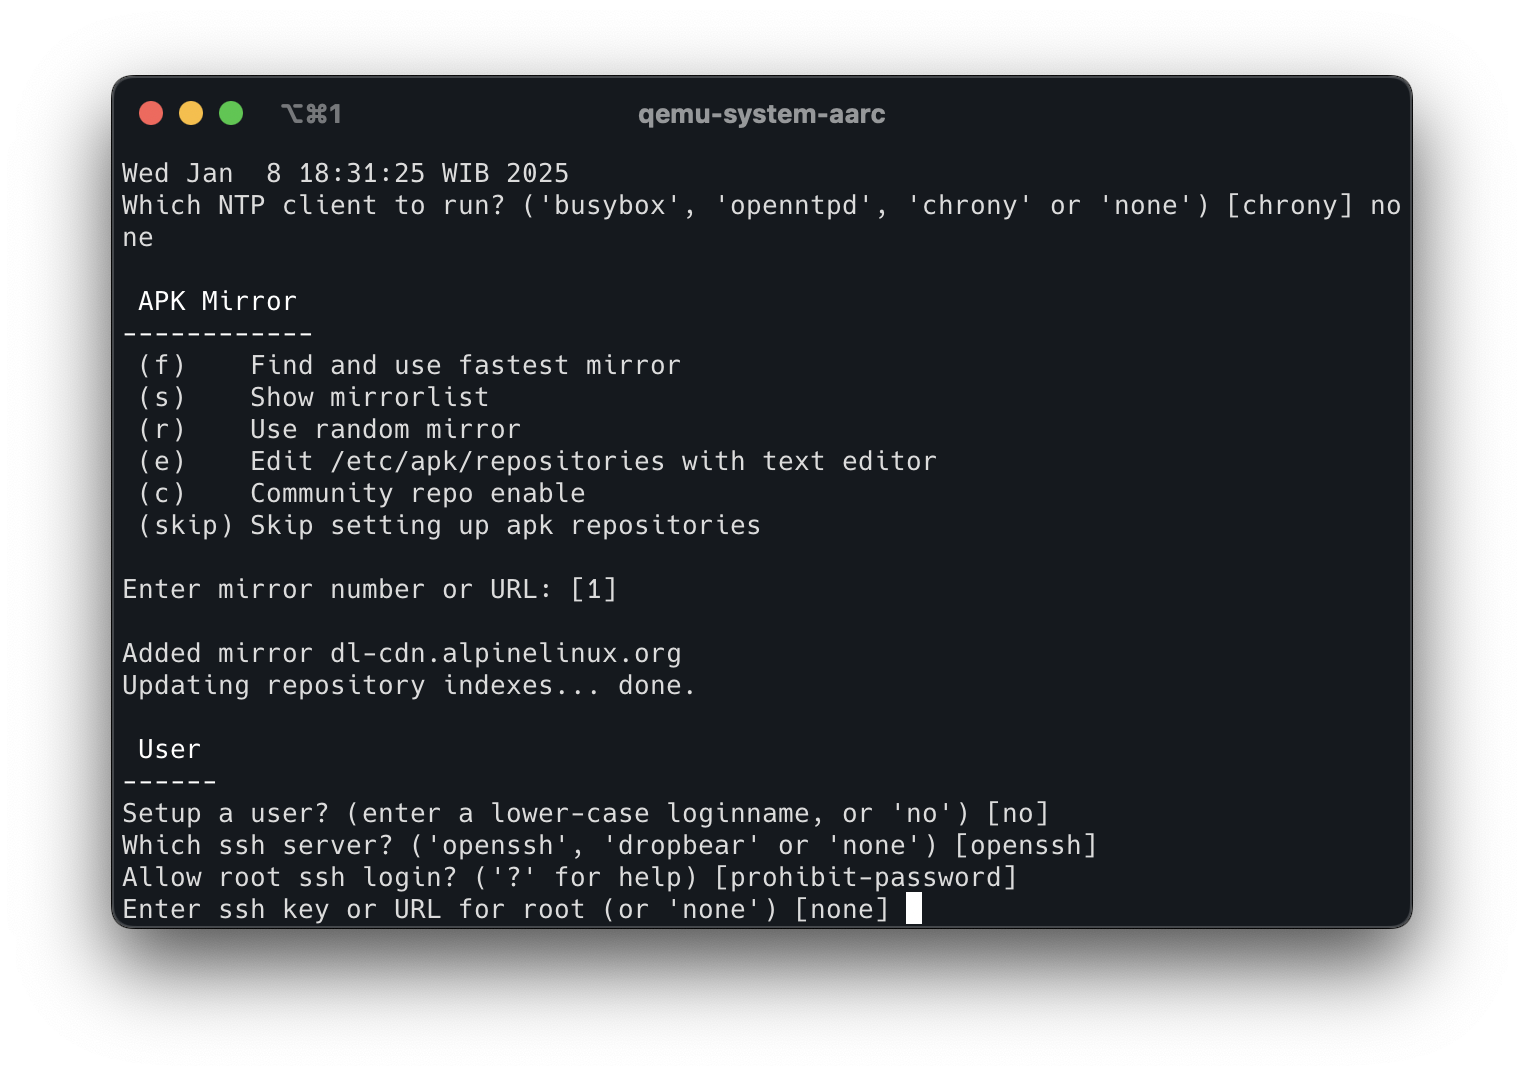 ⌥⌘1 qemu-system-aarc
Wed Jan  8 18:31:25 WIB 2025
Which NTP client to run? ('busybox', 'openntpd', 'chrony' or 'none') [chrony] no
ne
APK Mirror
------------
(f)    Find and use fastest mirror
(s)    Show mirrorlist
(r)    Use random mirror
(e)    Edit /etc/apk/repositories with text editor
(c)    Community repo enable
(skip) Skip setting up apk repositories
Enter mirror number or URL: [1]
Added mirror dl-cdn.alpinelinux.org
Updating repository indexes... done.
User
------
Setup a user? (enter a lower-case loginname, or 'no') [no]
Which ssh server? ('openssh', 'dropbear' or 'none') [openssh]
Allow root ssh login? ('?' for help) [prohibit-password]
Enter ssh key or URL for root (or 'none') [none]